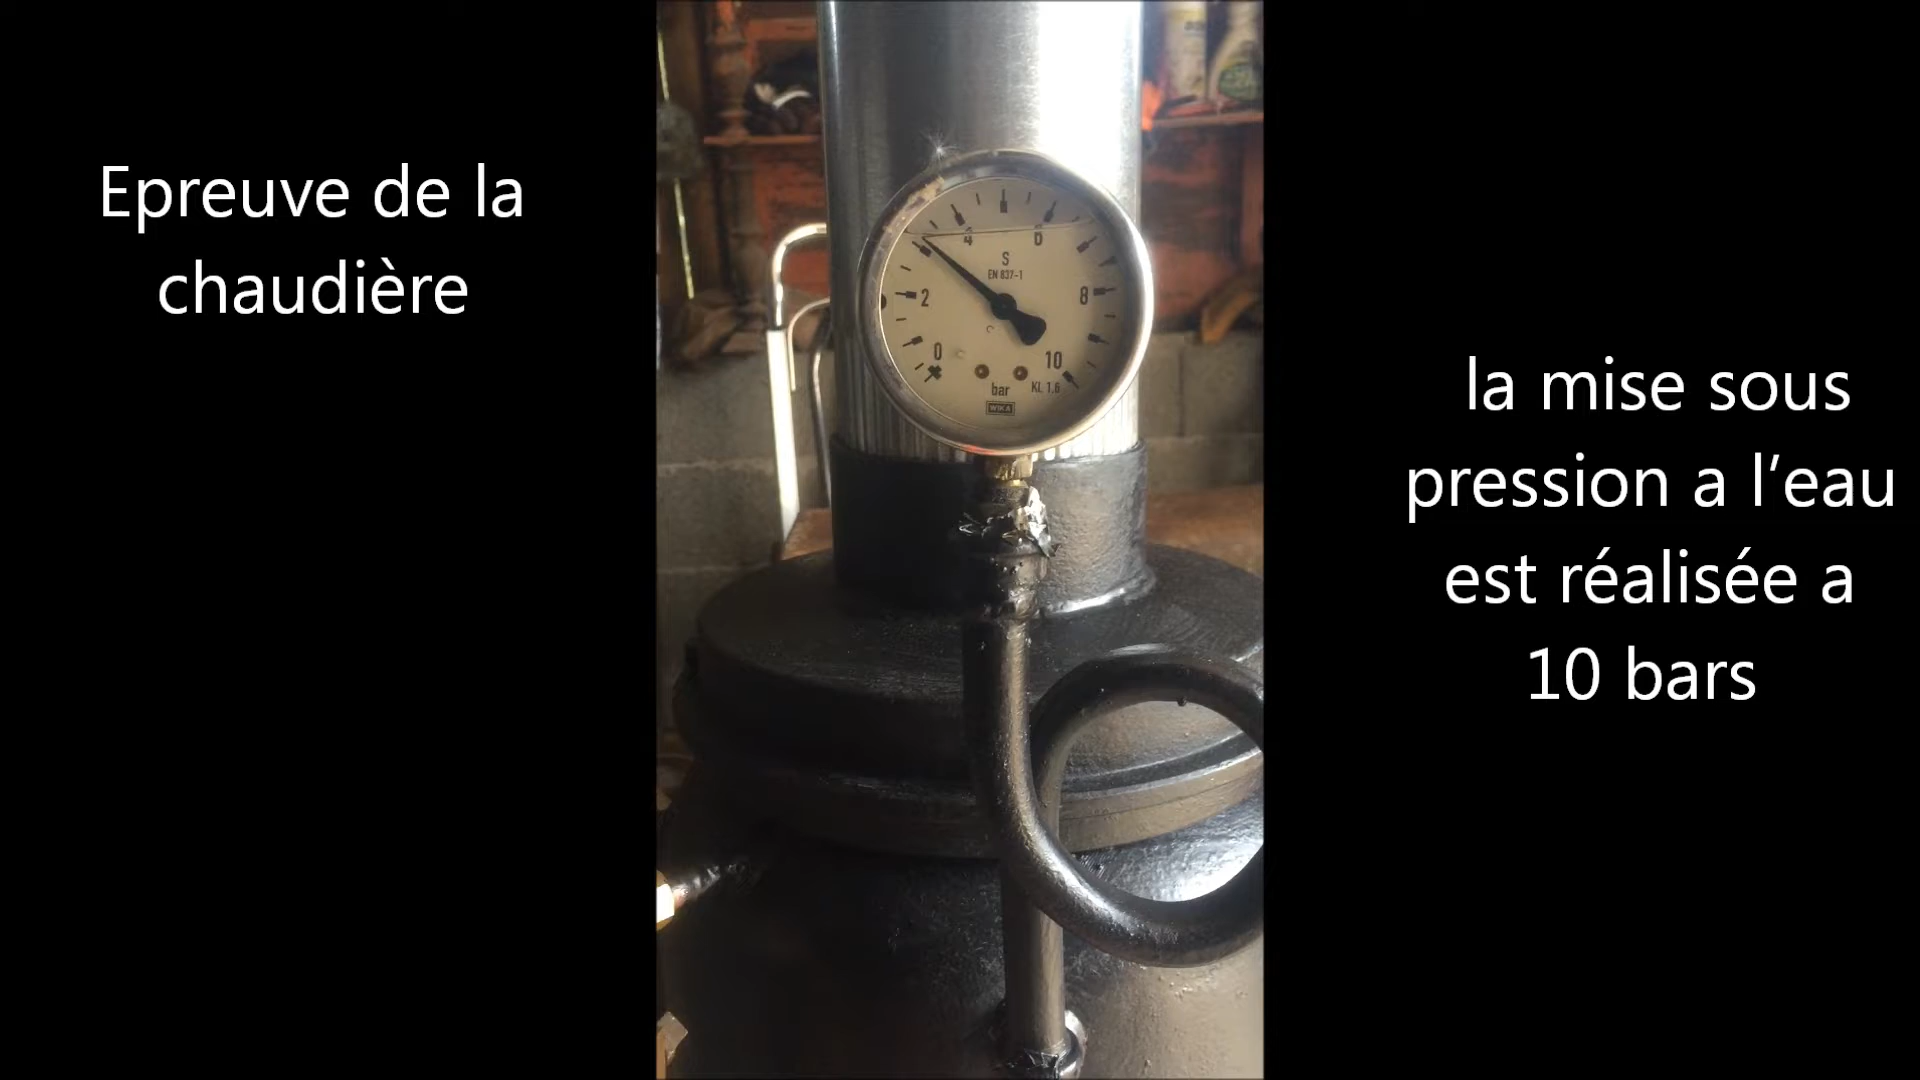 Epreuve de la
chaudière
la mise sous
pression a l’eau
est réalisée a
10 bars
4 6
S
EN 837-1
2 8
0 10
bar KL 1.6
WIKA